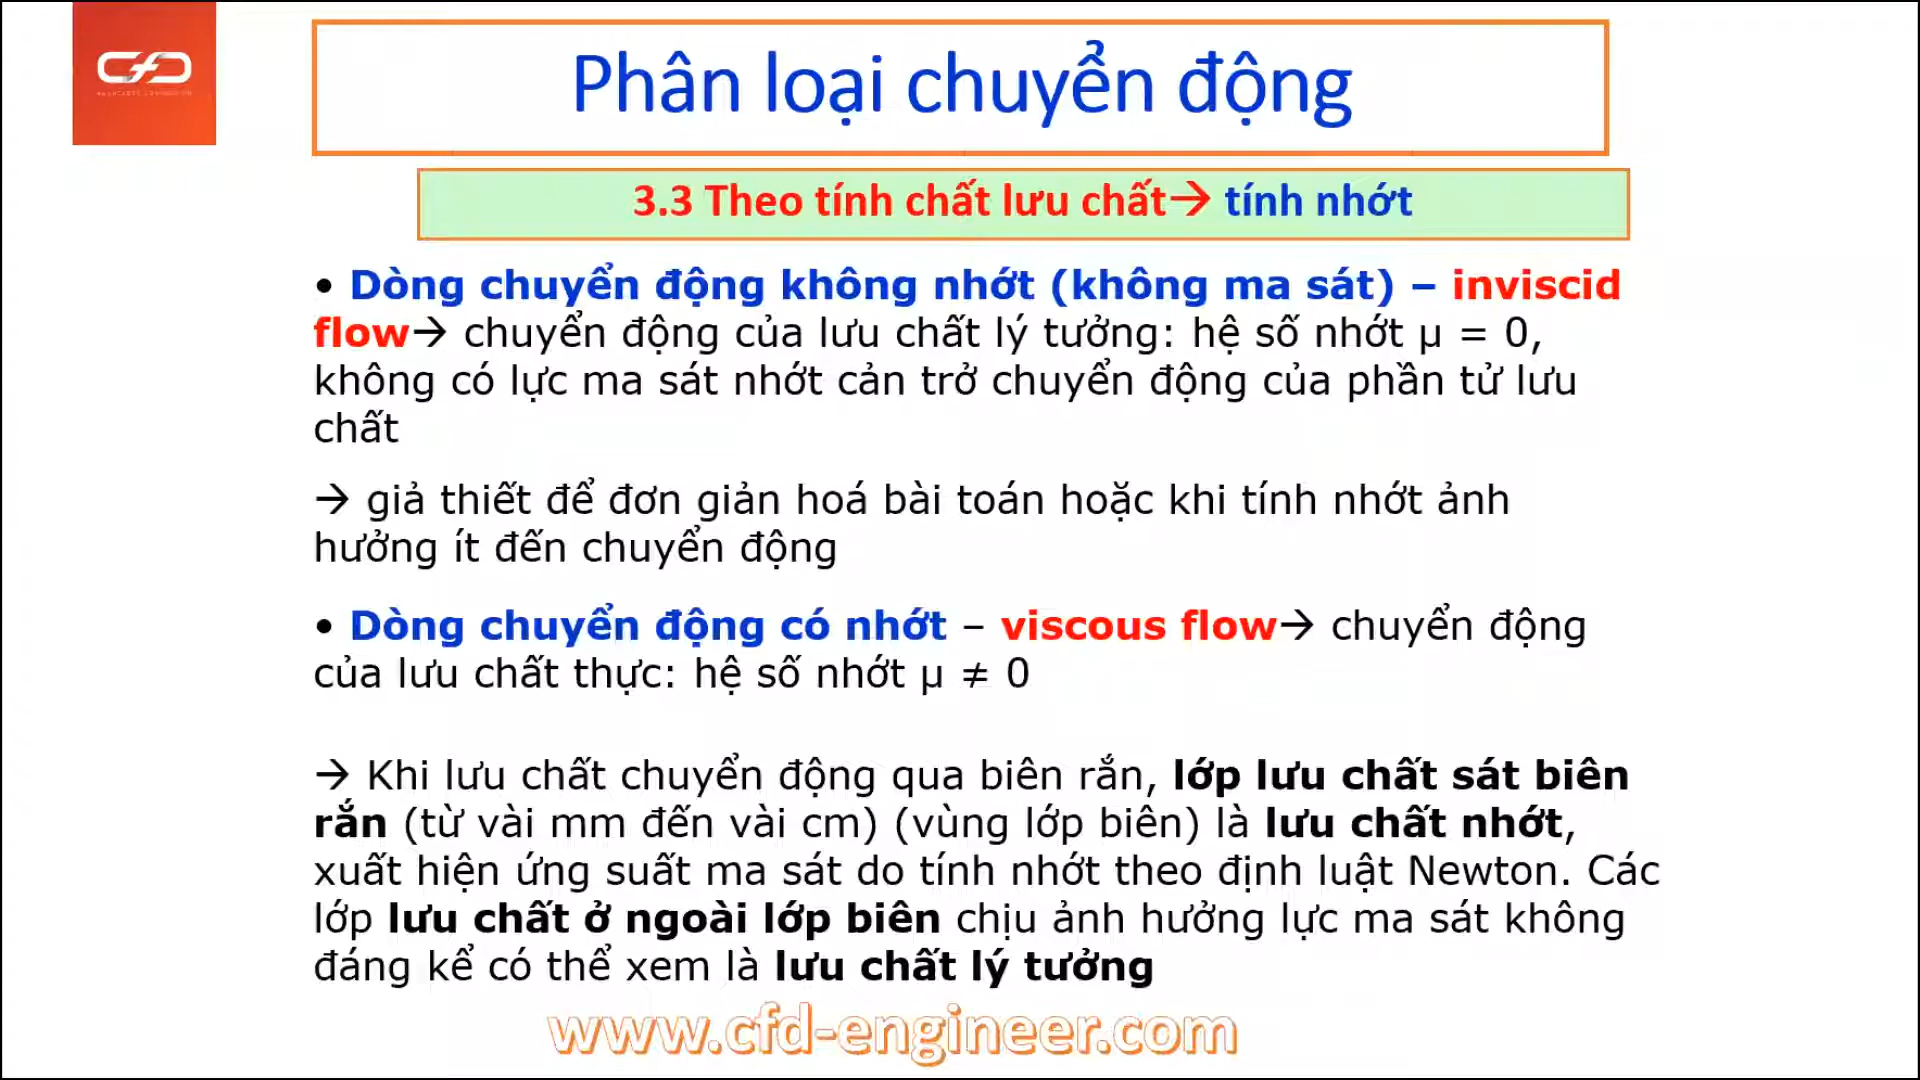 Phân loại chuyển động
3.3 Theo tính chất lưu chất→ tính nhớt
• Dòng chuyển động không nhớt (không ma sát) – inviscid
flow→ chuyển động của lưu chất lý tưởng: hệ số nhớt μ = 0,
không có lực ma sát nhớt cản trở chuyển động của phần tử lưu
chất
→ giả thiết để đơn giản hoá bài toán hoặc khi tính nhớt ảnh
hưởng ít đến chuyển động
• Dòng chuyển động có nhớt – viscous flow→ chuyển động
của lưu chất thực: hệ số nhớt μ ≠ 0
→ Khi lưu chất chuyển động qua biên rắn, lớp lưu chất sát biên
rắn (từ vài mm đến vài cm) (vùng lớp biên) là lưu chất nhớt,
xuất hiện ứng suất ma sát do tính nhớt theo định luật Newton. Các
lớp lưu chất ở ngoài lớp biên chịu ảnh hưởng lực ma sát không
đáng kể có thể xem là lưu chất lý tưởng
www.cfd-engineer.com